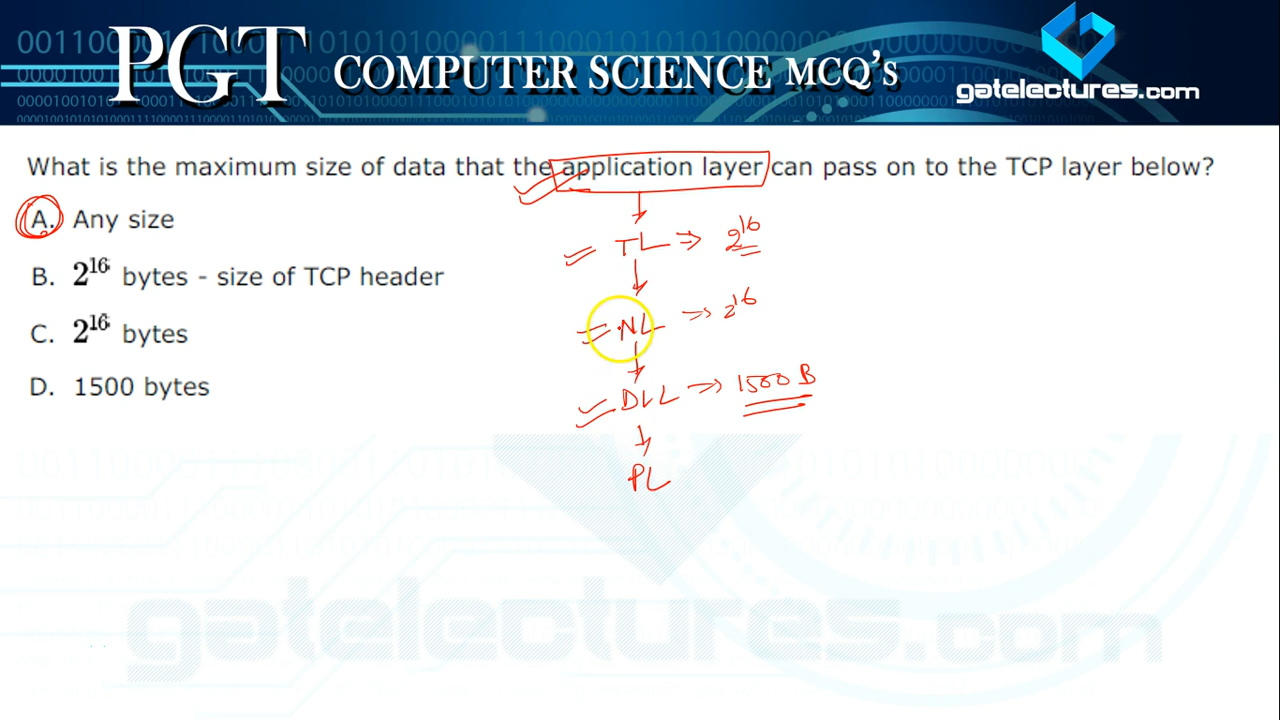 PGT COMPUTER SCIENCE MCQ'S
gatelectures.com
What is the maximum size of data that the application layer can pass on to the TCP layer below?
A. Any size
TL => 2^16
B. 2^16 bytes - size of TCP header
NL -> 2^16
C. 2^16 bytes
D. 1500 bytes
DLL -> 1500 B
PL
gatelectures.com